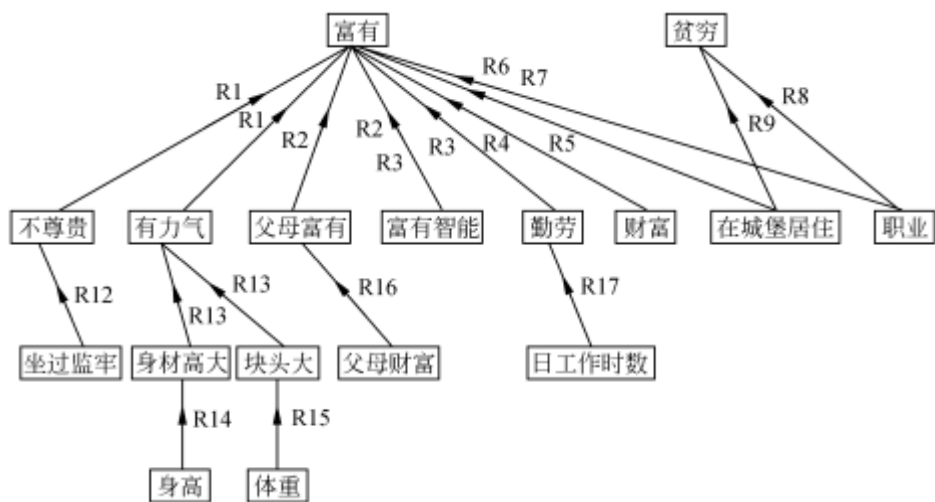 富有
贫穷
R6
R7
R1
R8
R1
R2
R2
R4
R9
R3
R3
R5
不尊贵
有力气
父母富有
富有智能
勤劳
财富
在城堡居住
职业
R12
R13
R13
R16
R17
坐过监牢
身材高大
块头大
父母财富
日工作时数
R14
R15
身高
体重